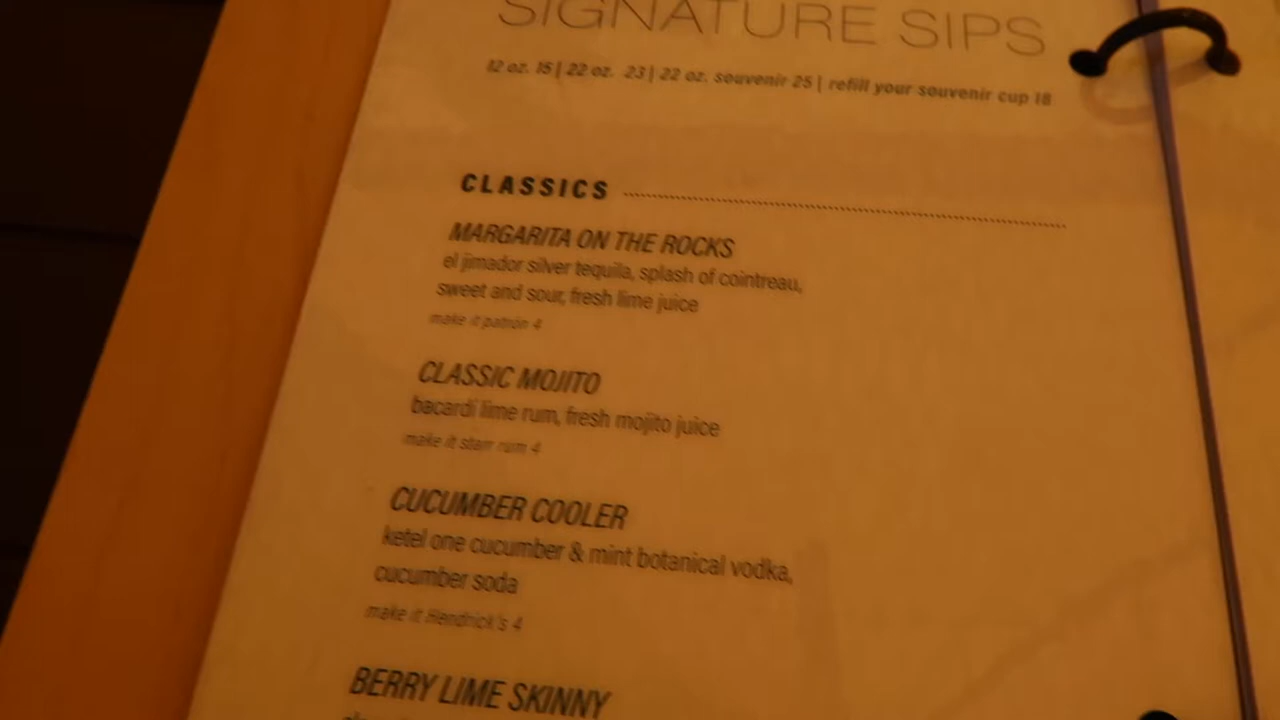 SIGNATURE SIPS
12 oz. 15 | 22 oz. 23 | 22 oz. souvenir 25 | refill your souvenir cup 18
CLASSICS
MARGARITA ON THE ROCKS
el jimador silver tequila, splash of cointreau,
sweet and sour, fresh lime juice
make it patrón 4
CLASSIC MOJITO
bacardi lime rum, fresh mojito juice
make it starr rum 4
CUCUMBER COOLER
ketel one cucumber & mint botanical vodka,
cucumber soda
make it Hendrick's 4
BERRY LIME SKINNY